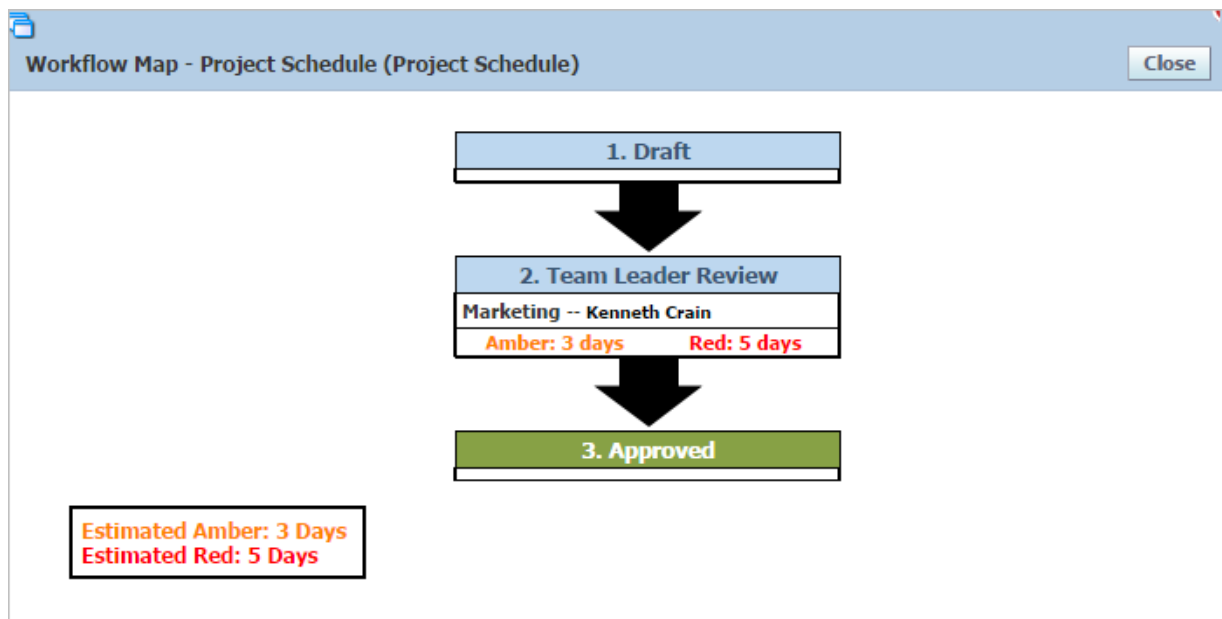 Workflow Map - Project Schedule (Project Schedule)
Close
1. Draft
2. Team Leader Review
Marketing -- Kenneth Crain
Amber: 3 days Red: 5 days
3. Approved
Estimated Amber: 3 Days
Estimated Red: 5 Days